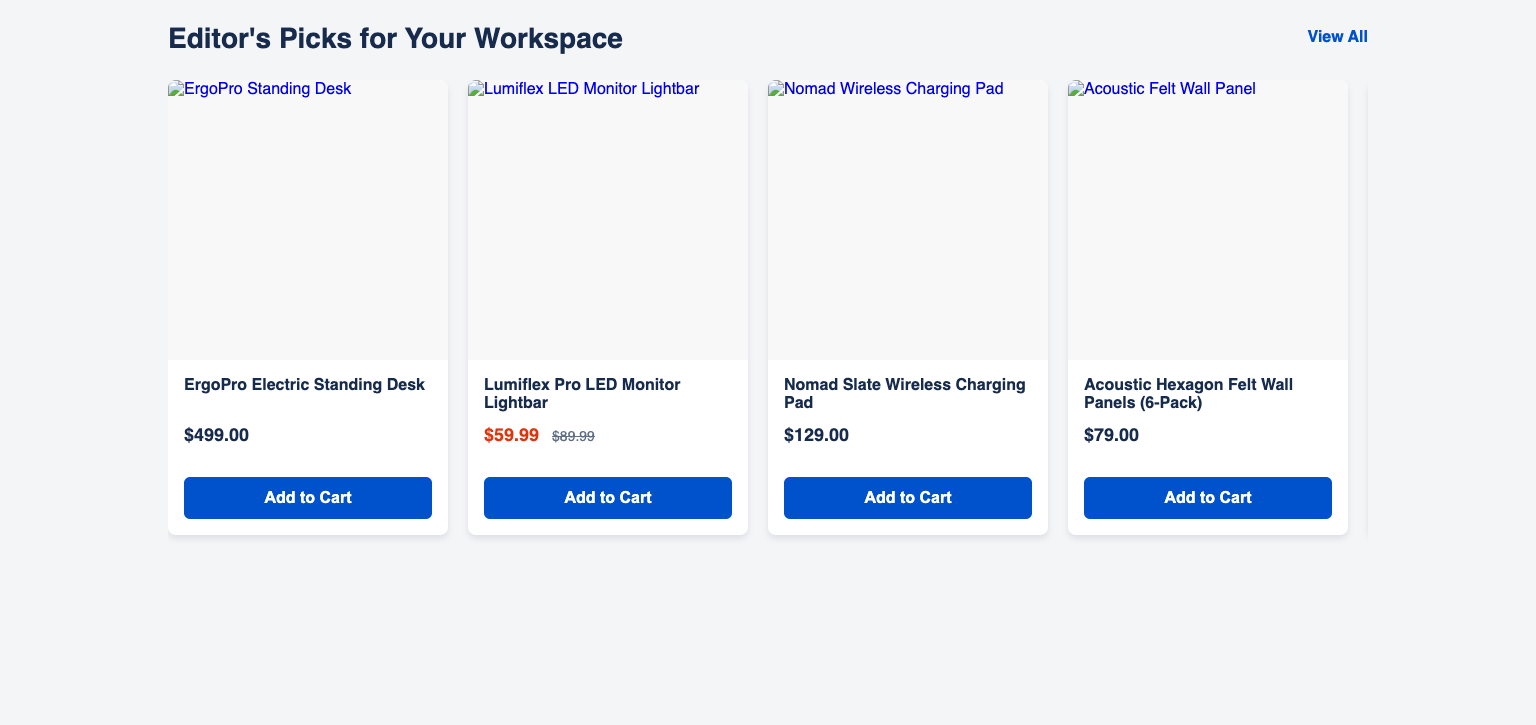 Editor's Picks for Your Workspace
View All
ErgoPro Standing Desk
Lumiflex LED Monitor Lightbar
Nomad Wireless Charging Pad
Acoustic Felt Wall Panel
ErgoPro Electric Standing Desk
$499.00
Add to Cart
Lumiflex Pro LED Monitor
Lightbar
$59.99 $89.99
Add to Cart
Nomad Slate Wireless Charging
Pad
$129.00
Add to Cart
Acoustic Hexagon Felt Wall
Panels (6-Pack)
$79.00
Add to Cart